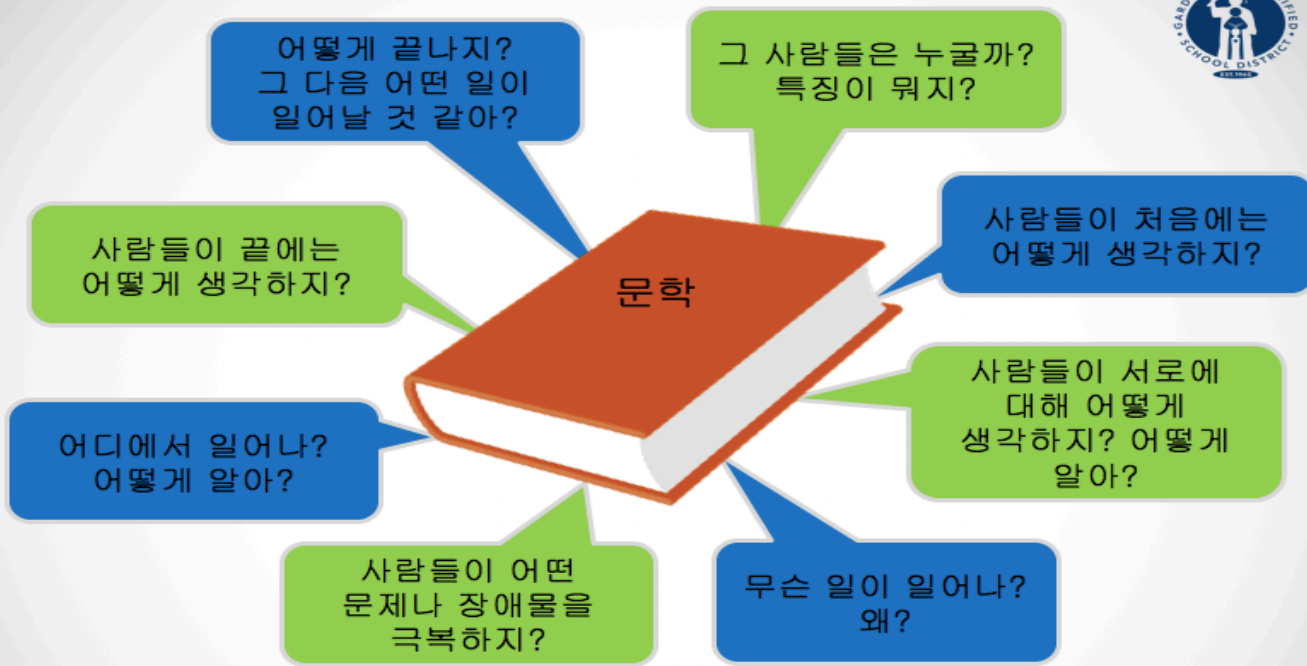 어떻게 끝나지?
그 다음 어떤 일이
일어날 것 같아?
그 사람들은 누굴까?
특징이 뭐지?
사람들이 끝에는
어떻게 생각하지?
문학
사람들이 처음에는
어떻게 생각하지?
어디에서 일어나?
어떻게 알아?
사람들이 서로에
대해 어떻게
생각하지? 어떻게
알아?
사람들이 어떤
문제나 장애물을
극복하지?
무슨 일이 일어나?
왜?
SCHOOL DISTRICT